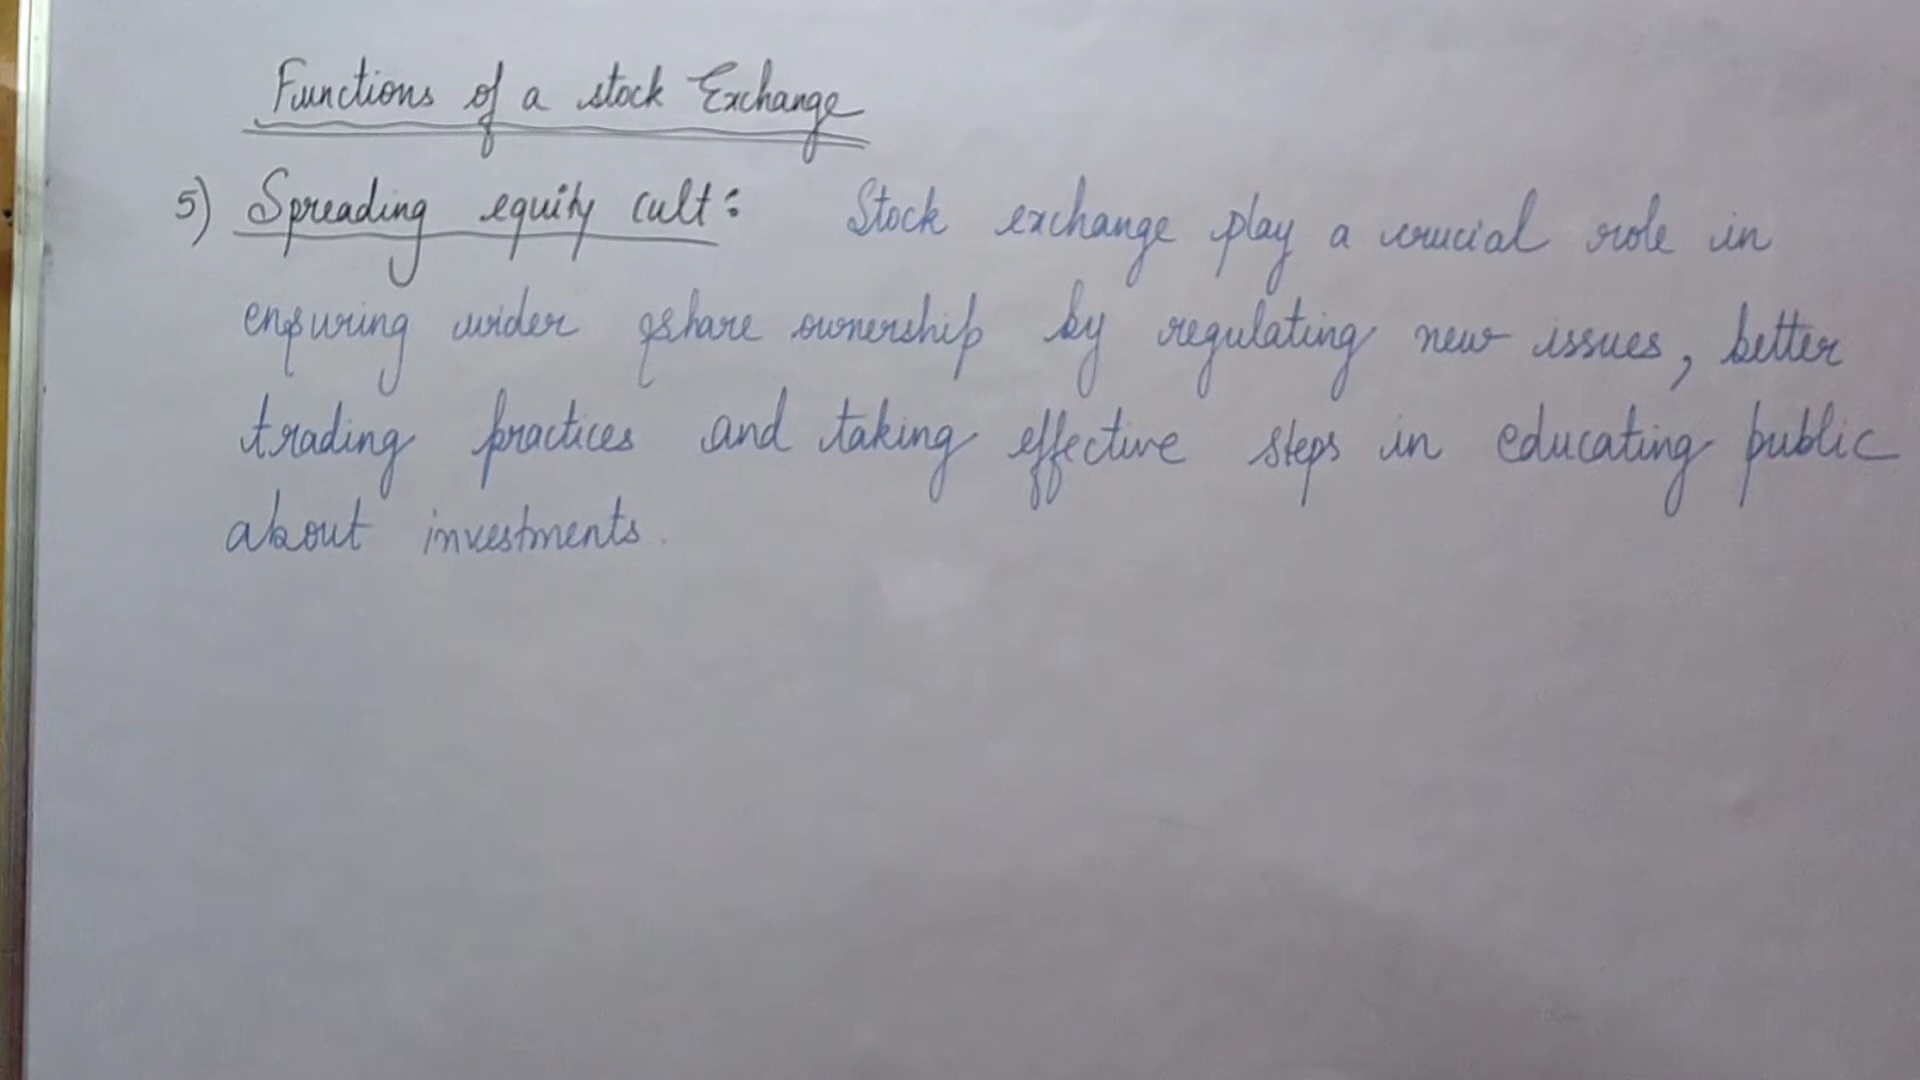 Functions of a stock Exchange
5) Spreading equity cult: Stock exchange play a crucial role in
ensuring wider share ownership by regulating new issues, better
trading practices and taking effective steps in educating public
about investments.